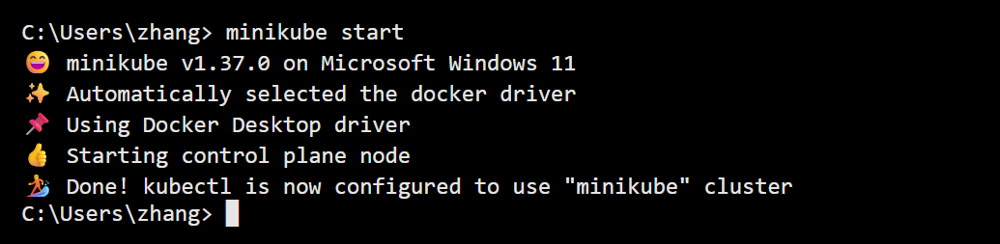 C:\Users\zhang> minikube start
😄 minikube v1.37.0 on Microsoft Windows 11
✨ Automatically selected the docker driver
📌 Using Docker Desktop driver
👍 Starting control plane node
🏄 Done! kubectl is now configured to use "minikube" cluster
C:\Users\zhang>